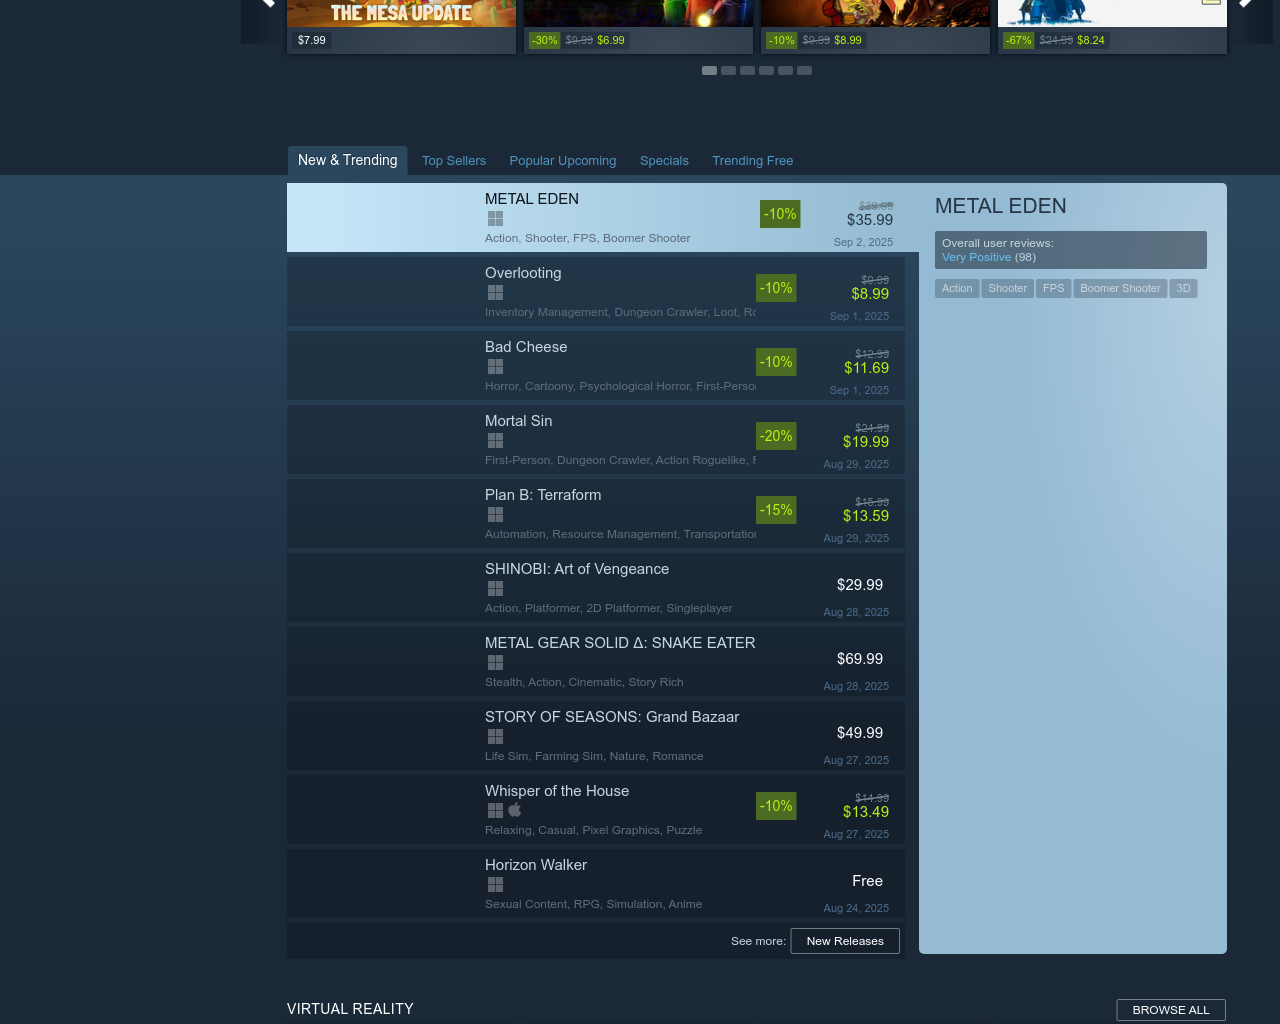 THE MESA UPDATE
$7.99
-30% $9.99 $6.99
-10% $9.99 $8.99
-67% $24.99 $8.24
New & Trending
Top Sellers
Popular Upcoming
Specials
Trending Free
METAL EDEN
-10%
$39.99
$35.99
Action, Shooter, FPS, Boomer Shooter
Sep 2, 2025
Overlooting
-10%
$9.99
$8.99
Inventory Management, Dungeon Crawler, Loot, Ro
Sep 1, 2025
Bad Cheese
-10%
$12.99
$11.69
Horror, Cartoony, Psychological Horror, First-Person
Sep 1, 2025
Mortal Sin
-20%
$24.99
$19.99
First-Person, Dungeon Crawler, Action Roguelike, F
Aug 29, 2025
Plan B: Terraform
-15%
$15.99
$13.59
Automation, Resource Management, Transportation
Aug 29, 2025
SHINOBI: Art of Vengeance
$29.99
Action, Platformer, 2D Platformer, Singleplayer
Aug 28, 2025
METAL GEAR SOLID Δ: SNAKE EATER
$69.99
Stealth, Action, Cinematic, Story Rich
Aug 28, 2025
STORY OF SEASONS: Grand Bazaar
$49.99
Life Sim, Farming Sim, Nature, Romance
Aug 27, 2025
Whisper of the House
-10%
$14.99
$13.49
Relaxing, Casual, Pixel Graphics, Puzzle
Aug 27, 2025
Horizon Walker
Free
Sexual Content, RPG, Simulation, Anime
Aug 24, 2025
See more: New Releases
METAL EDEN
Overall user reviews:
Very Positive (98)
Action Shooter FPS Boomer Shooter 3D
VIRTUAL REALITY
BROWSE ALL